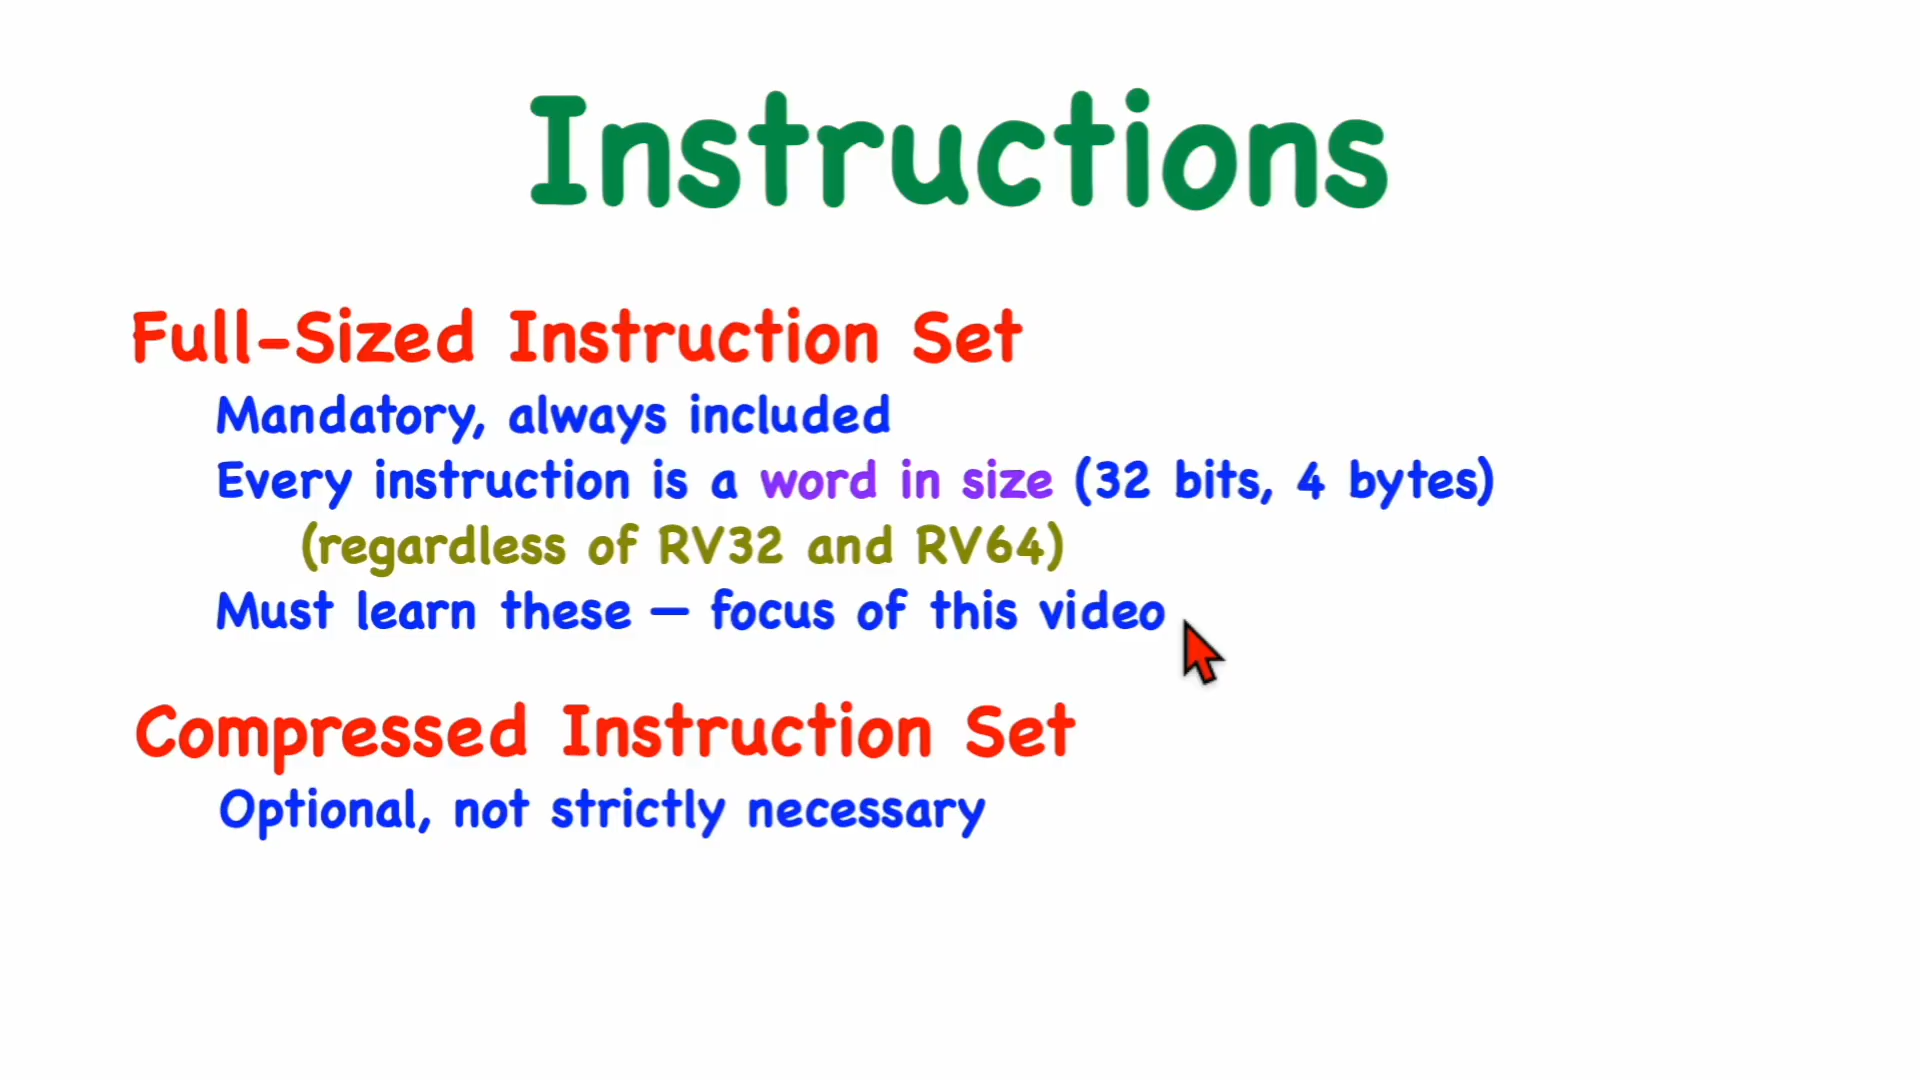 Instructions
Full-Sized Instruction Set
Mandatory, always included
Every instruction is a word in size (32 bits, 4 bytes)
(regardless of RV32 and RV64)
Must learn these — focus of this video
Compressed Instruction Set
Optional, not strictly necessary